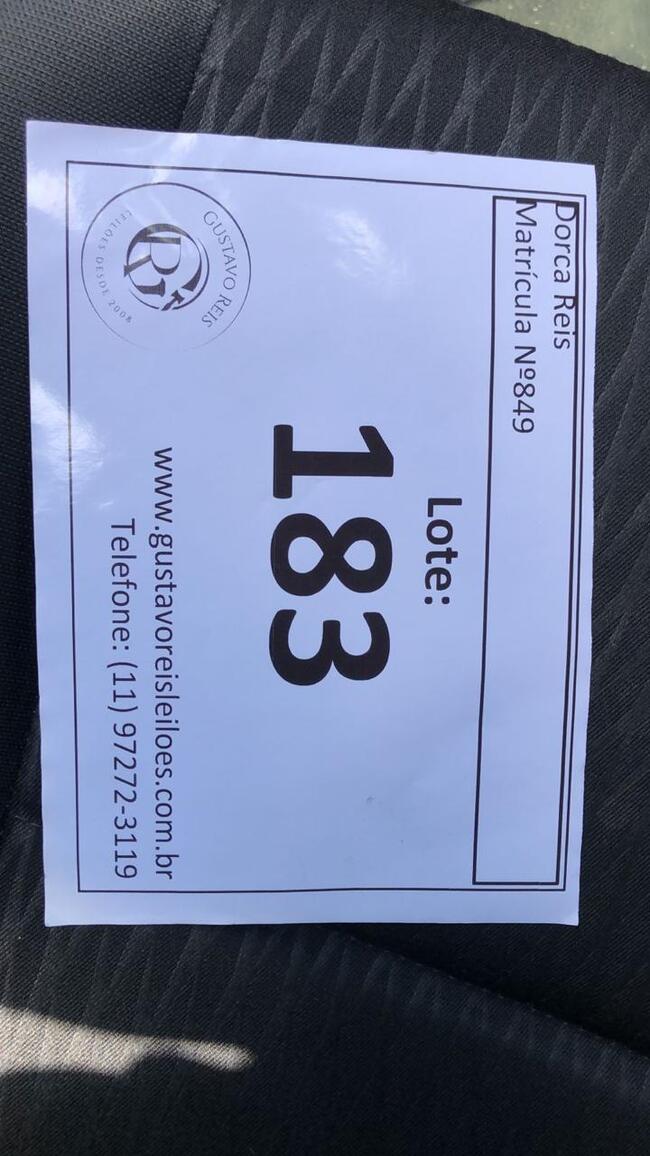 Dorca Reis
Matrícula Nº849
Lote:
183
www.gustavoreisleiloes.com.br
Telefone: (11) 97272-3119
GUSTAVO REIS
LEILÕES DESDE 2008